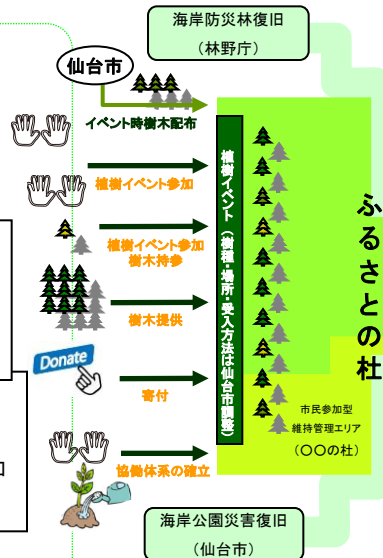 海岸防災林復旧
(林野庁)
仙台市
イベント時樹木配布
植樹イベント参加
植樹イベント参加
樹木持参
樹木提供
Donate
寄付
協働体系の確立
植樹イベント(樹種・場所・受入方法は仙台市調整)
ふるさとの杜
市民参加型
維持管理エリア
(〇〇の杜)
海岸公園災害復旧
(仙台市)